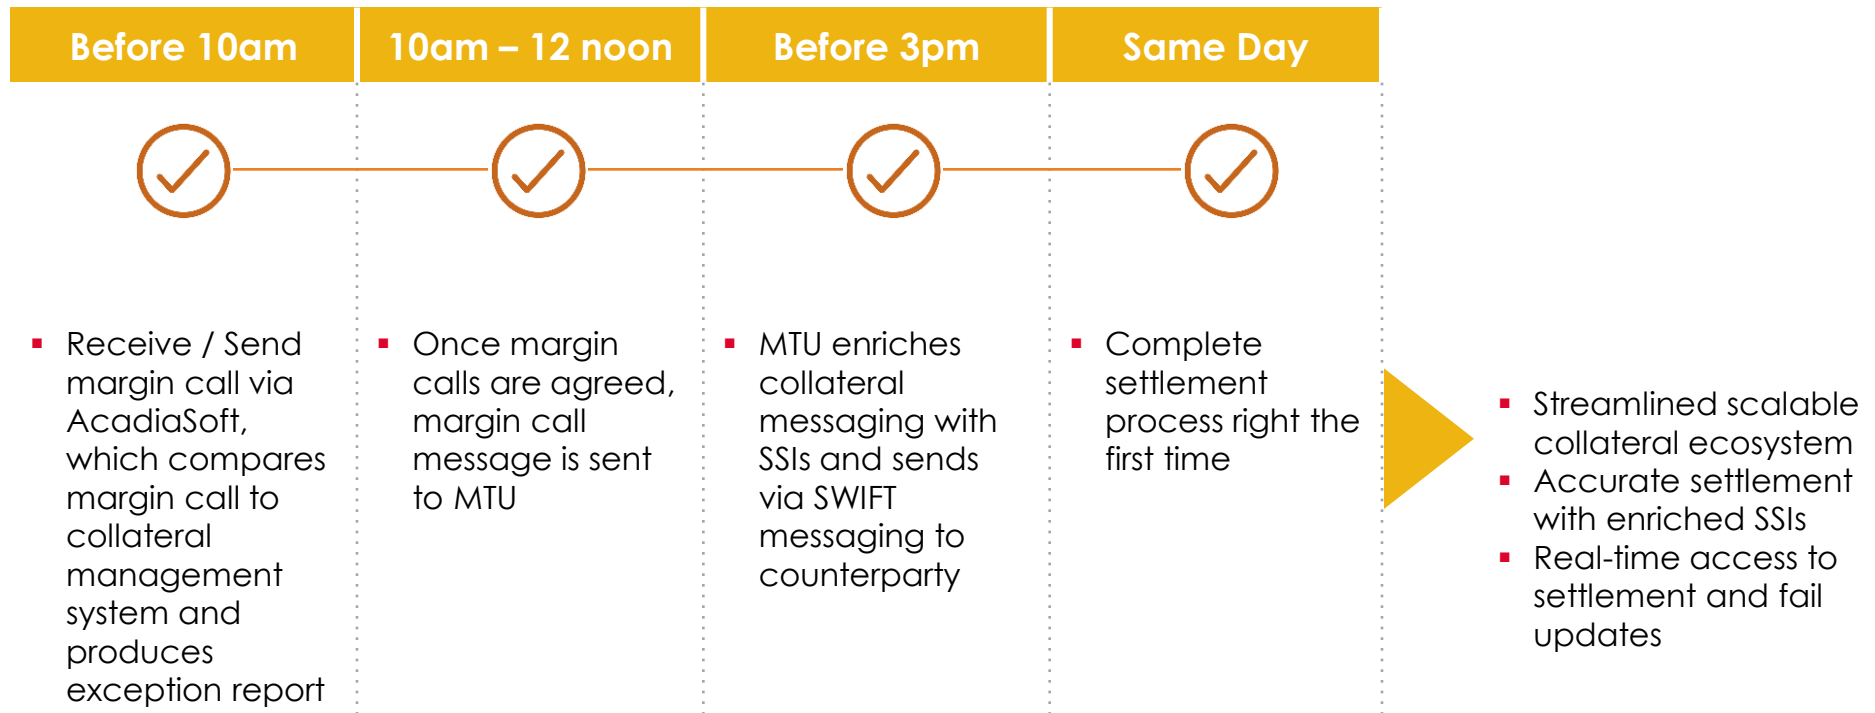 Before 10am
10am – 12 noon
Before 3pm
Same Day
▪ Receive / Send
margin call via
AcadiaSoft,
which compares
margin call to
collateral
management
system and
produces
exception report
▪ Once margin
calls are agreed,
margin call
message is sent
to MTU
▪ MTU enriches
collateral
messaging with
SSIs and sends
via SWIFT
messaging to
counterparty
▪ Complete
settlement
process right the
first time
▪ Streamlined scalable
collateral ecosystem
▪ Accurate settlement
with enriched SSIs
▪ Real-time access to
settlement and fail
updates